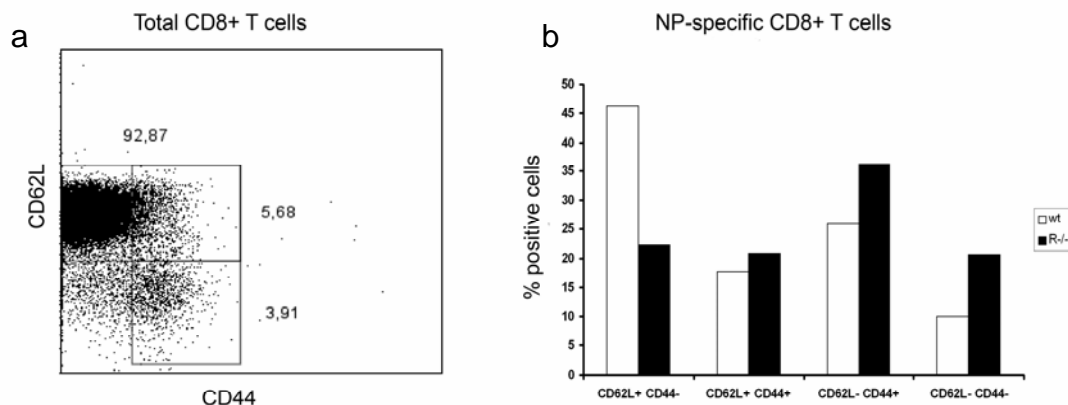 a
Total CD8+ T cells
CD62L
92,87
5,68
3,91
CD44
b
NP-specific CD8+ T cells
% positive cells
50
45
40
35
30
25
20
15
10
5
0
CD62L+ CD44-
CD62L+ CD44+
CD62L- CD44+
CD62L- CD44-
wt
R-/-